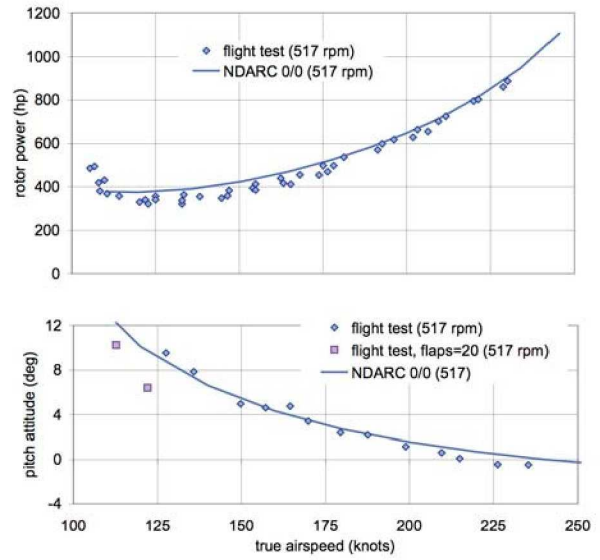 1200
1000
800
600
400
200
0
rotor power (hp)
flight test (517 rpm)
NDARC 0/0 (517 rpm)
12
8
4
0
-4
pitch attitude (deg)
flight test (517 rpm)
flight test, flaps=20 (517 rpm)
NDARC 0/0 (517)
100 125 150 175 200 225 250
true airspeed (knots)